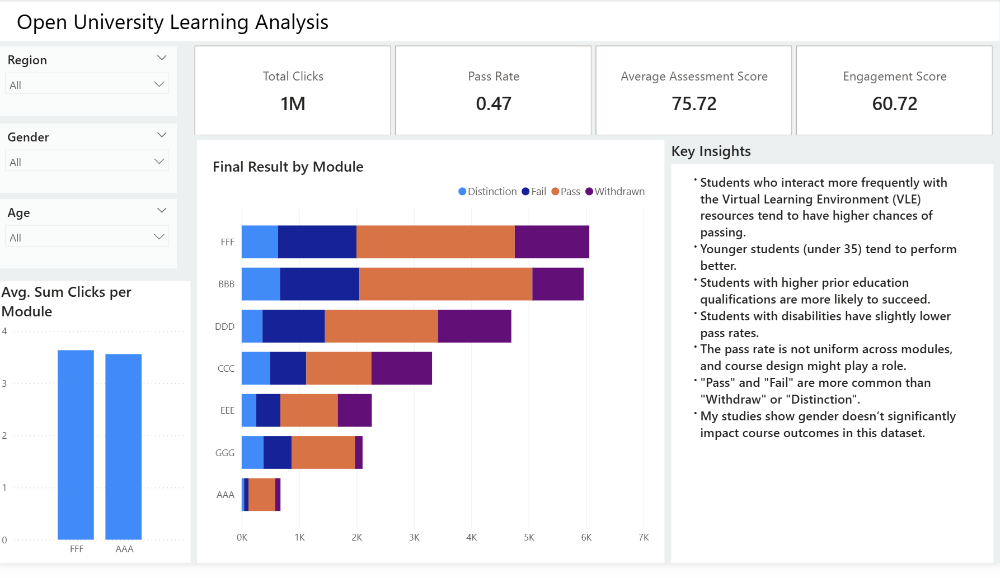 Open University Learning Analysis
Region
All
Gender
All
Age
All
Total Clicks
1M
Pass Rate
0.47
Average Assessment Score
75.72
Engagement Score
60.72
Avg. Sum Clicks per
Module
4
3
2
1
0
FFF AAA
Final Result by Module
Distinction Fail Pass Withdrawn
FFF
BBB
DDD
CCC
EEE
GGG
AAA
0K 1K 2K 3K 4K 5K 6K 7K
Key Insights
• Students who interact more frequently with
the Virtual Learning Environment (VLE)
resources tend to have higher chances of
passing.
• Younger students (under 35) tend to perform
better.
• Students with higher prior education
qualifications are more likely to succeed.
• Students with disabilities have slightly lower
pass rates.
• The pass rate is not uniform across modules,
and course design might play a role.
• "Pass" and "Fail" are more common than
"Withdraw" or "Distinction".
• My studies show gender doesn’t significantly
impact course outcomes in this dataset.